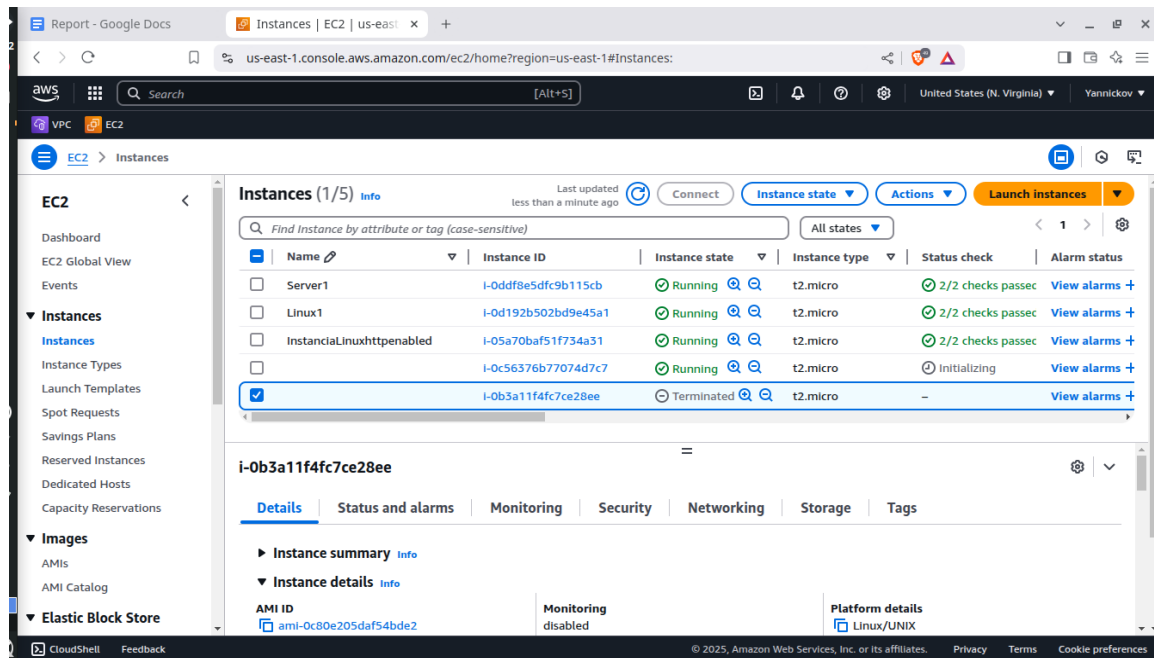 Report - Google Docs
Instances | EC2 | us-east
us-east-1.console.aws.amazon.com/ec2/home?region=us-east-1#Instances:
aws
Search
[Alt+S]
United States (N. Virginia)
Yannickov
VPC
EC2
EC2 > Instances
EC2
Dashboard
EC2 Global View
Events
Instances
Instances
Instance Types
Launch Templates
Spot Requests
Savings Plans
Reserved Instances
Dedicated Hosts
Capacity Reservations
Images
AMIs
AMI Catalog
Elastic Block Store
Instances (1/5) Info
Last updated
less than a minute ago
Connect
Instance state
Actions
Launch instances
Find Instance by attribute or tag (case-sensitive)
All states
1
Name Instance ID Instance state Instance type Status check Alarm status
Server1 i-0ddf8e5dfc9b115cb Running t2.micro 2/2 checks passec View alarms +
Linux1 i-0d192b502bd9e45a1 Running t2.micro 2/2 checks passec View alarms +
InstanciaLinuxhttpenabled i-05a70baf51f734a31 Running t2.micro 2/2 checks passec View alarms +
i-0c56376b77074d7c7 Running t2.micro Initializing View alarms +
i-0b3a11f4fc7ce28ee Terminated t2.micro – View alarms +
i-0b3a11f4fc7ce28ee
Details Status and alarms Monitoring Security Networking Storage Tags
Instance summary Info
Instance details Info
AMI ID
ami-0c80e205daf54bde2
Monitoring
disabled
Platform details
Linux/UNIX
CloudShell Feedback
© 2025, Amazon Web Services, Inc. or its affiliates. Privacy Terms Cookie preferences